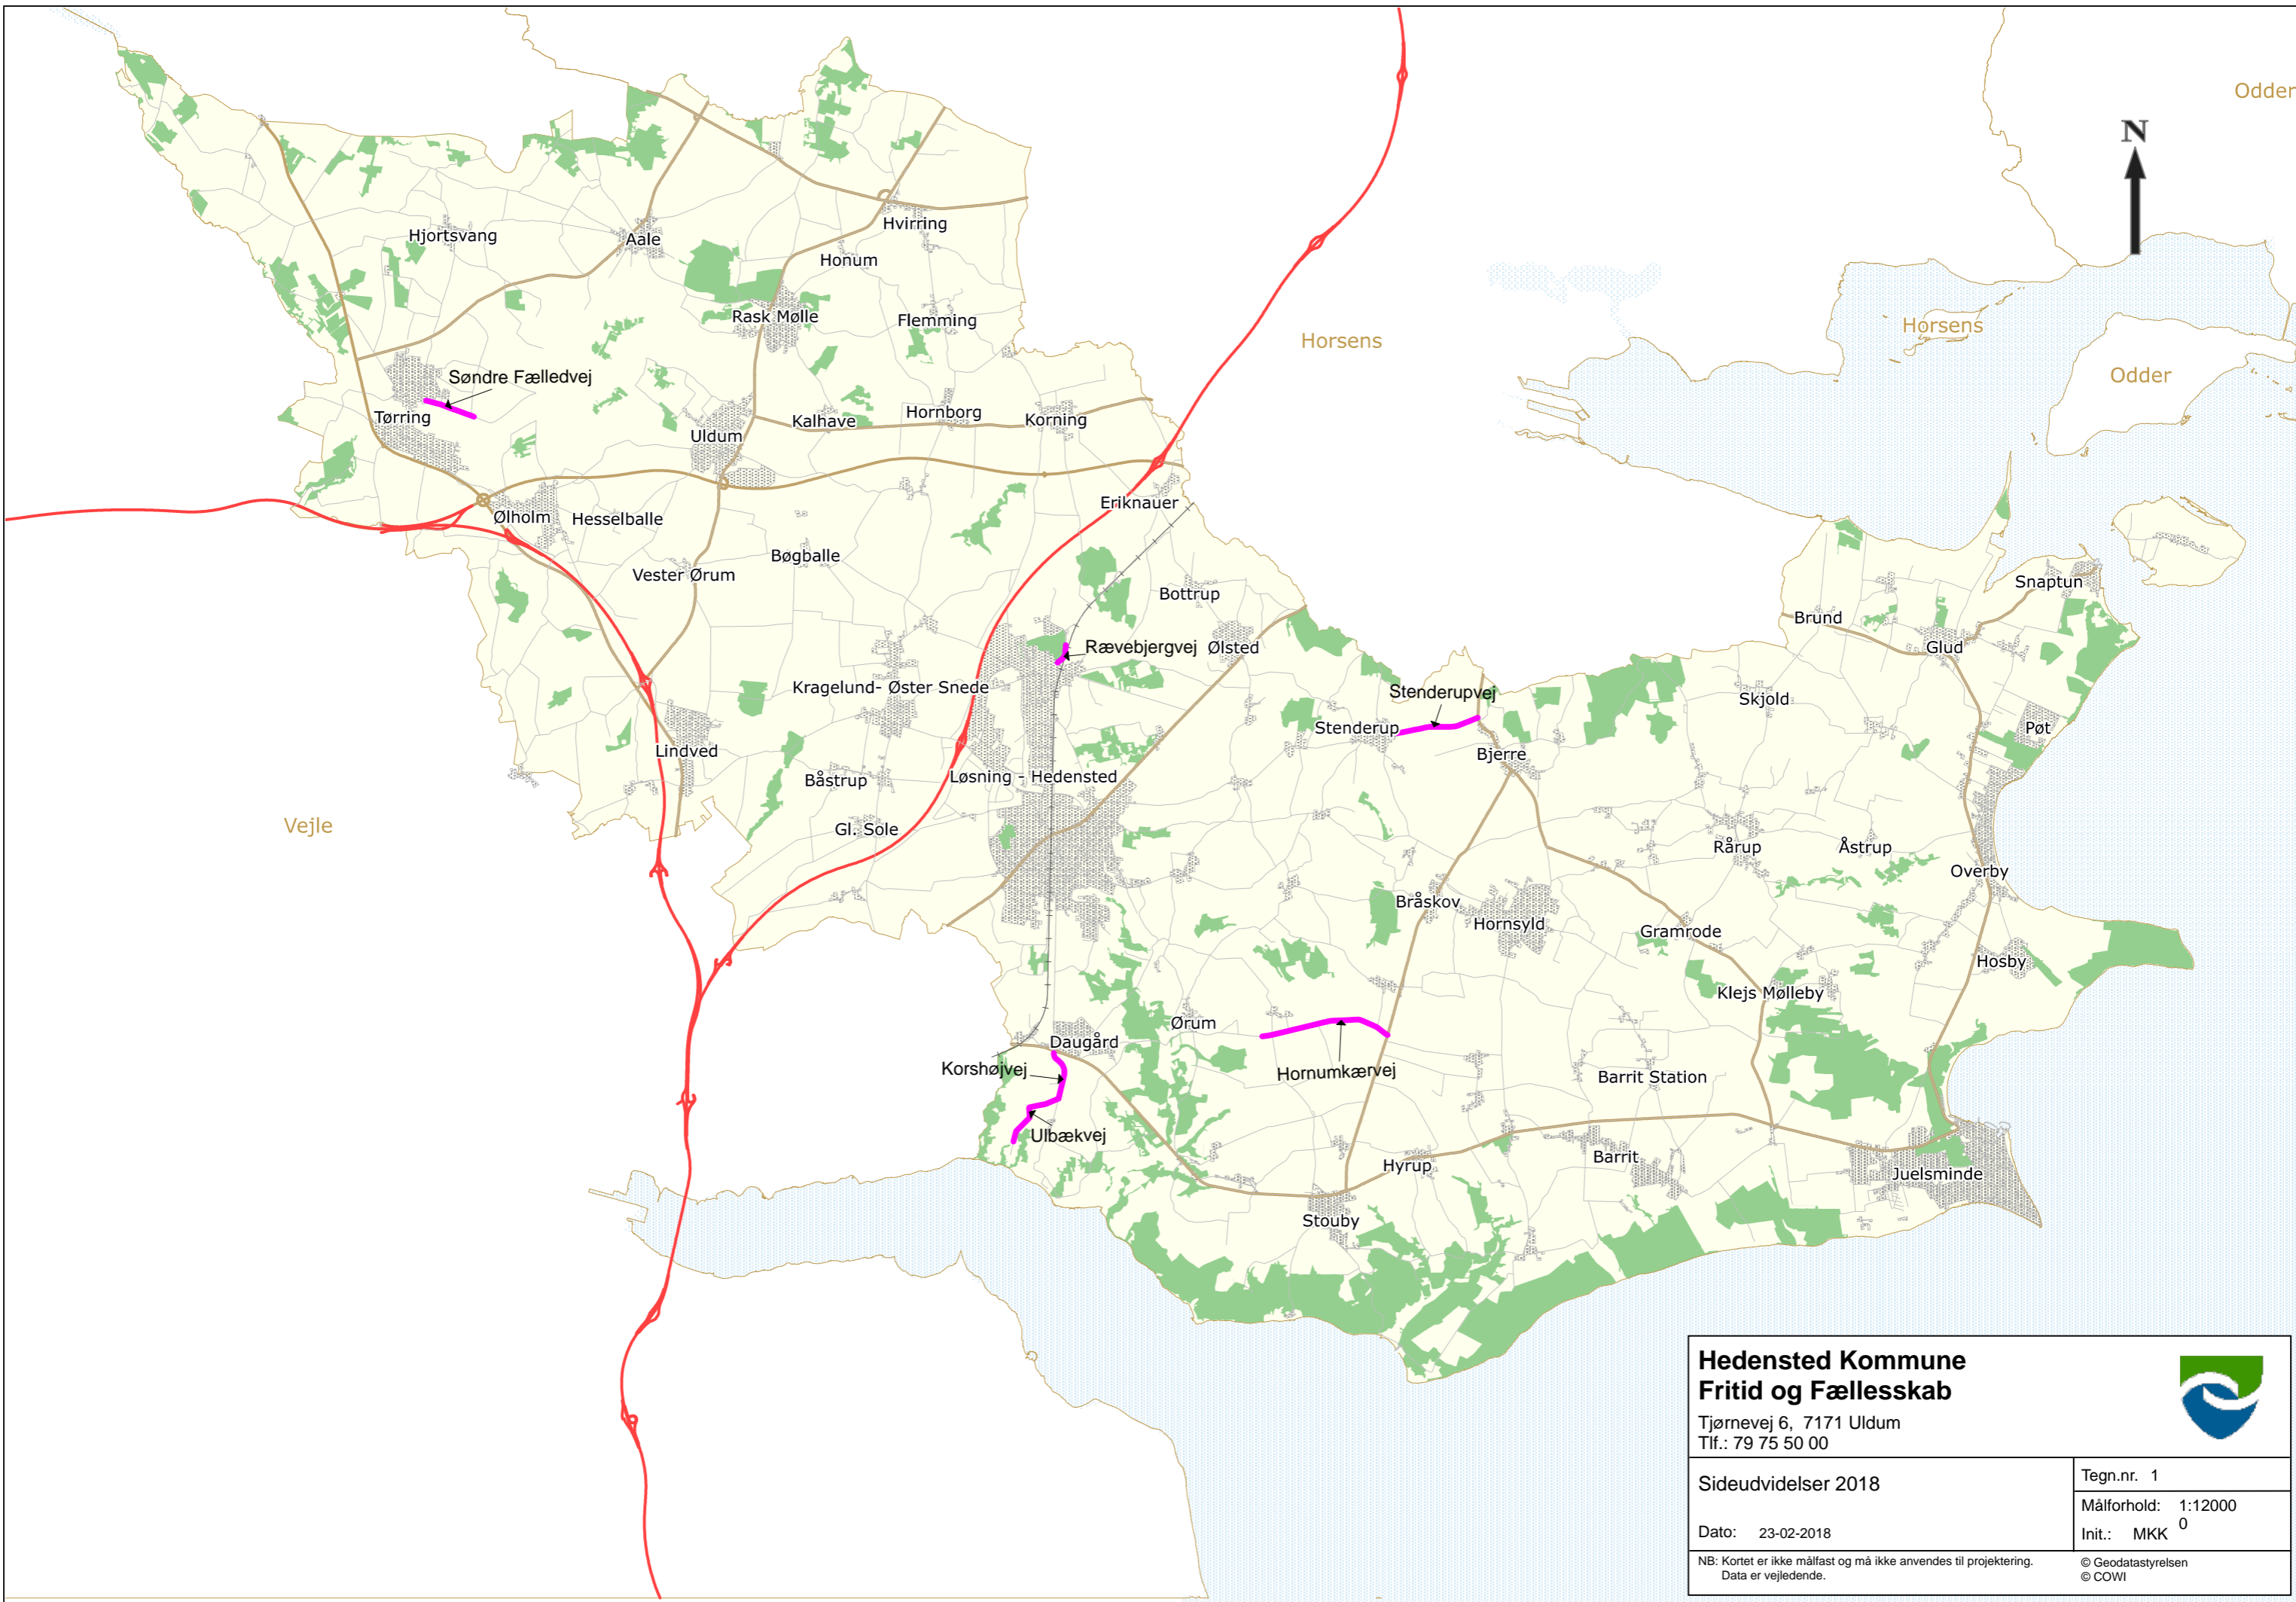 Odder
N
Hjortsvang
Aale
Hvirring
Honum
Rask Mølle
Flemming
Horsens
Horsens
Odder
Søndre Fælledvej
Tørring
Uldum
Kalhave
Hornborg
Korning
Eriknauer
Ølholm
Hesselballe
Bøgballe
Vester Ørum
Bottrup
Snaptun
Brund
Glud
Rævebjergvej
Ølsted
Kragelund- Øster Snede
Stenderupvej
Skjold
Stenderup
Pøt
Lindved
Bjerre
Båstrup
Løsning - Hedensted
Vejle
Gl. Sole
Rårup
Åstrup
Overby
Bråskov
Hornsyld
Gramrode
Hosby
Klejs Mølleby
Ørum
Daugård
Korshøjvej
Hornumkærvej
Barrit Station
Ulbækvej
Hyrup
Barrit
Juelsminde
Stouby
Hedensted Kommune
Fritid og Fællesskab
Tjørnevej 6, 7171 Uldum
Tlf.: 79 75 50 00
Sideudvidelser 2018
Dato: 23-02-2018
Tegn.nr. 1
Målforhold: 1:12000
0
Init.: MKK
NB: Kortet er ikke målfast og må ikke anvendes til projektering.
Data er vejledende.
© Geodatastyrelsen
© COWI